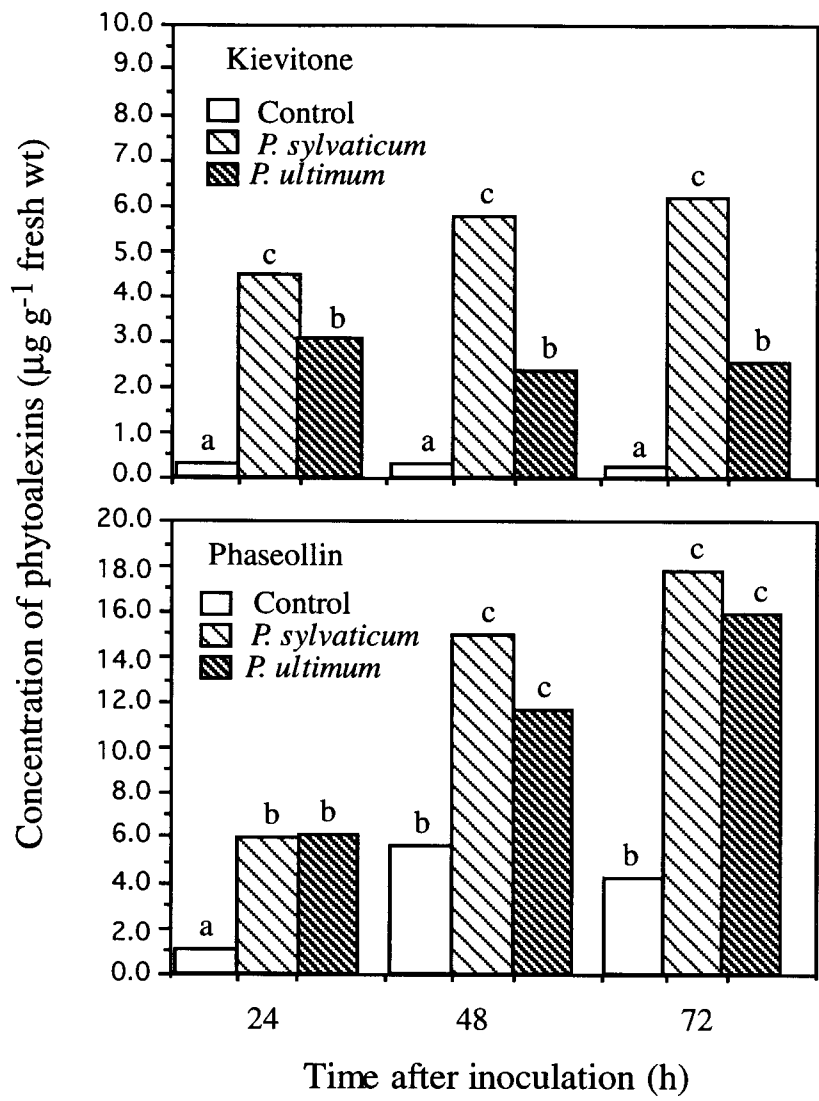 Concentration of phytoalexins (µg g-1 fresh wt)
10.0
9.0
8.0
7.0
6.0
5.0
4.0
3.0
2.0
1.0
0.0
Kievitone
Control
P. sylvaticum
P. ultimum
a
c
b
a
c
b
a
c
b
20.0
18.0
16.0
14.0
12.0
10.0
8.0
6.0
4.0
2.0
0.0
Phaseollin
Control
P. sylvaticum
P. ultimum
a
b
b
b
c
c
b
c
c
24
48
72
Time after inoculation (h)